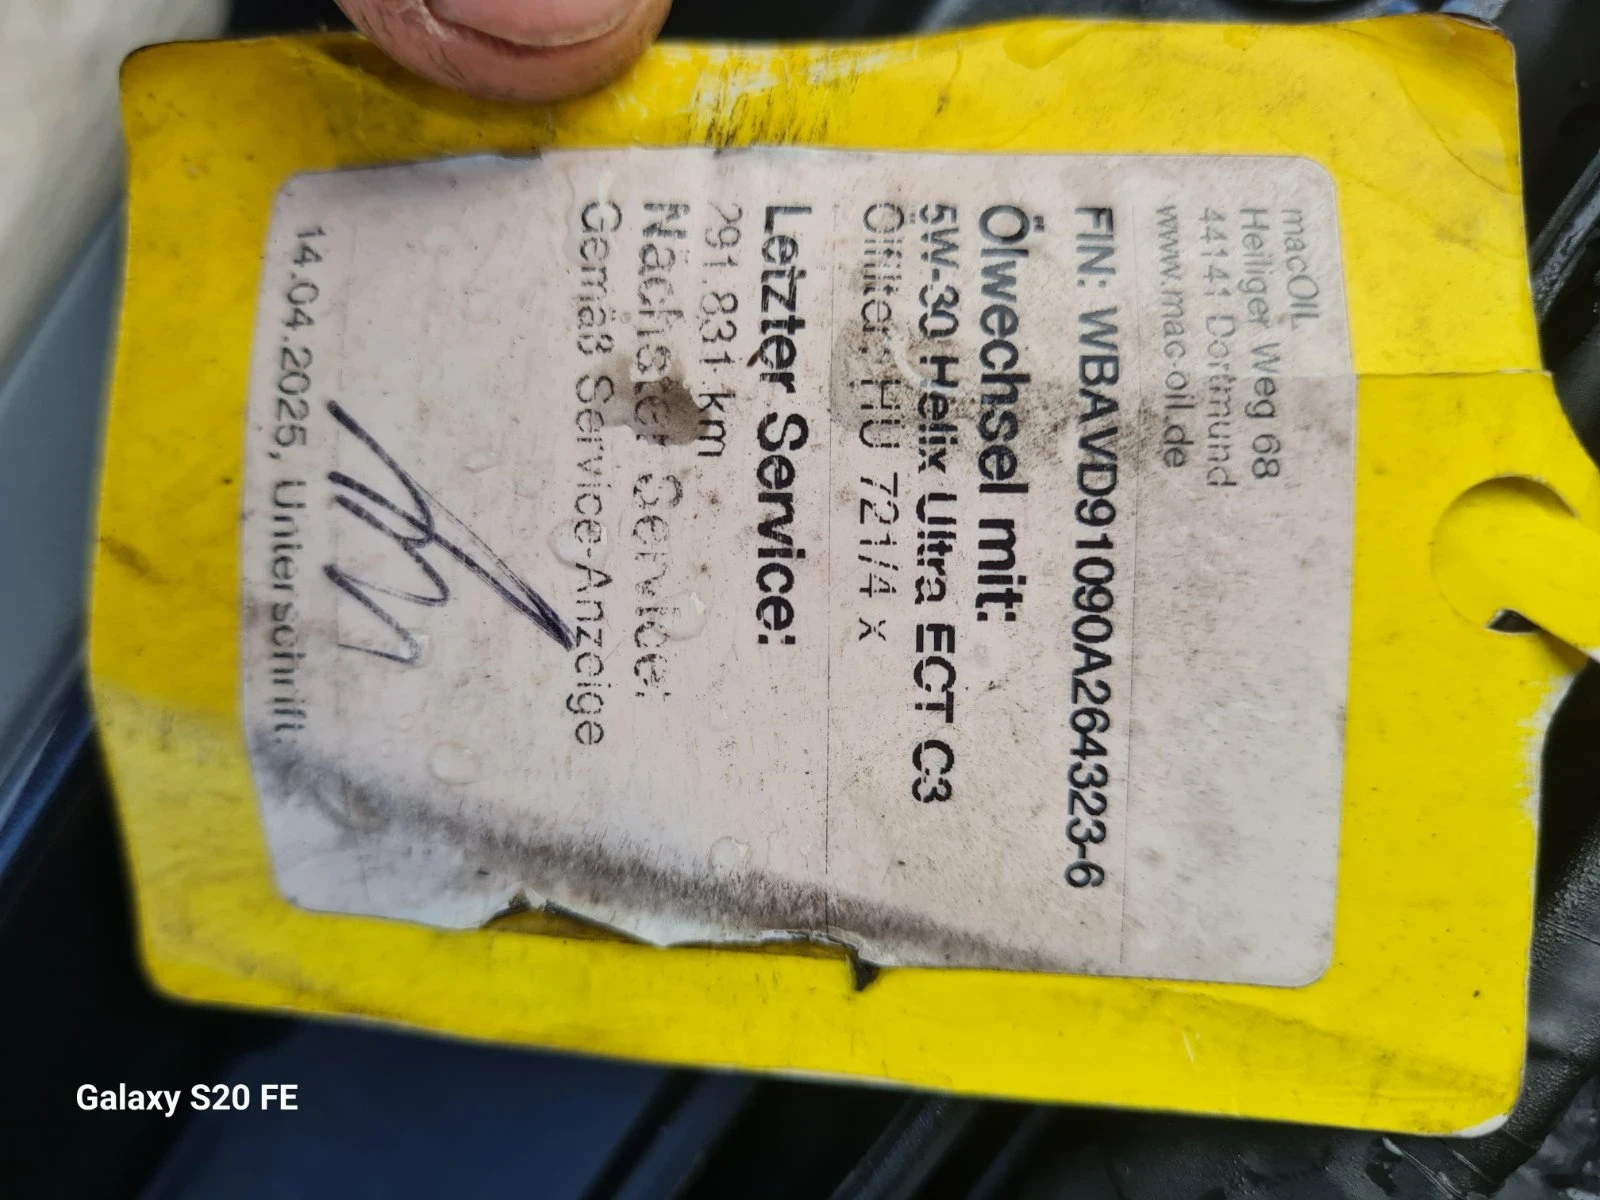 macOIL
Heiliger Weg 68
44141 Dortmund
www.mac-oil.de
FIN: WBAVD91090A264323-6
Ölwechsel mit:
5W-30 Helix Ultra ECT C3
Ölfilter: HU 721/4 x
Letzter Service:
291.831 km
Nächster Service:
Gemäß Service-Anzeige
14.04.2025, Unterschrift:
Galaxy S20 FE